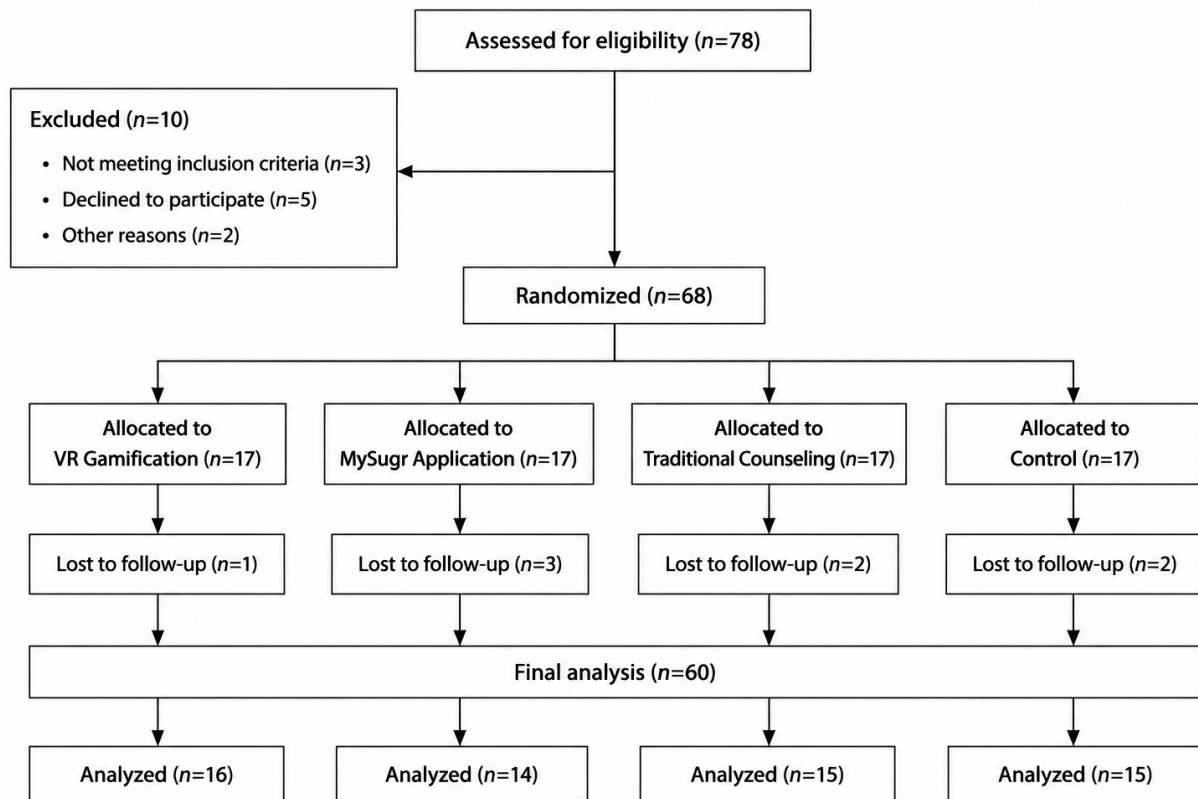 Assessed for eligibility (n=78)
Excluded (n=10)
• Not meeting inclusion criteria (n=3)
• Declined to participate (n=5)
• Other reasons (n=2)
Randomized (n=68)
Allocated to
VR Gamification (n=17)
Allocated to
MySugr Application (n=17)
Allocated to
Traditional Counseling (n=17)
Allocated to
Control (n=17)
Lost to follow-up (n=1)
Lost to follow-up (n=3)
Lost to follow-up (n=2)
Lost to follow-up (n=2)
Final analysis (n=60)
Analyzed (n=16)
Analyzed (n=14)
Analyzed (n=15)
Analyzed (n=15)